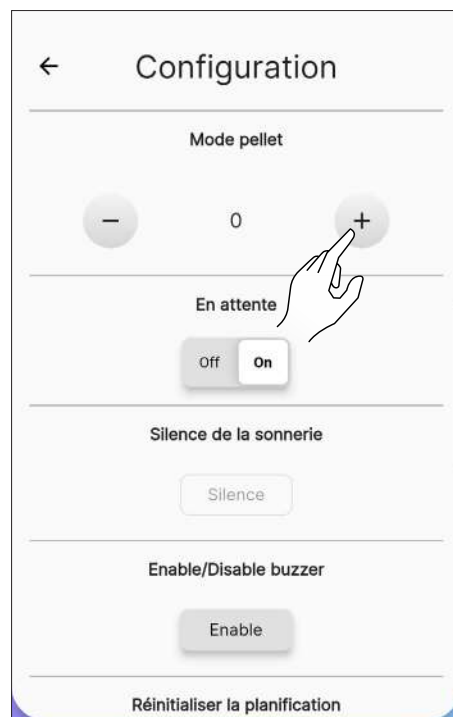 ← Configuration
Mode pellet
− 0 +
En attente
Off On
Silence de la sonnerie
Silence
Enable/Disable buzzer
Enable
Réinitialiser la planification